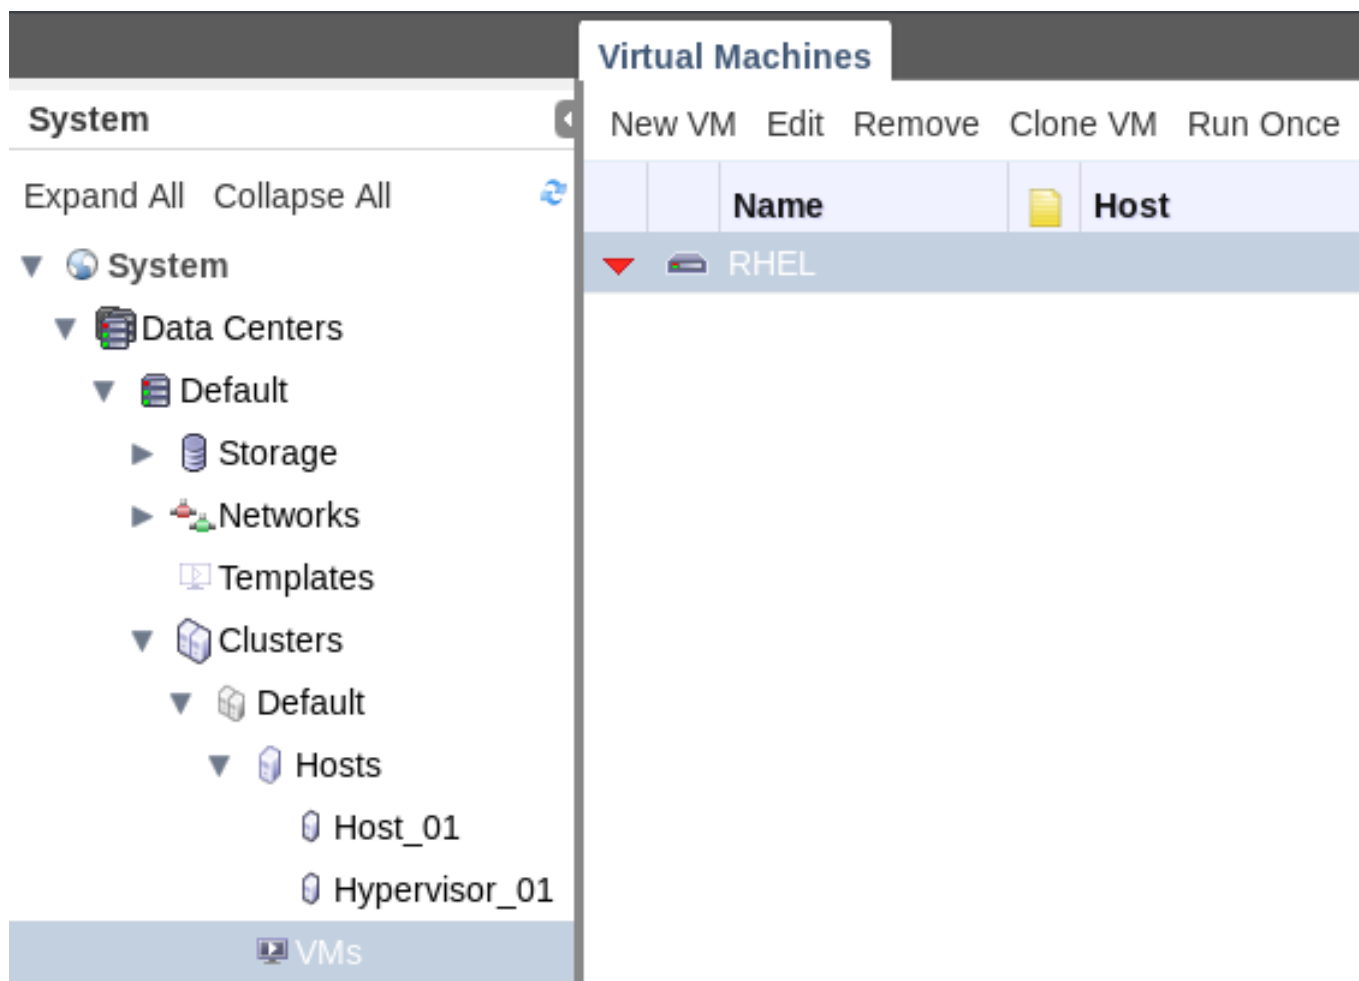 Virtual Machines
System
New VM Edit Remove Clone VM Run Once
Expand All Collapse All
Name Host
System
RHEL
Data Centers
Default
Storage
Networks
Templates
Clusters
Default
Hosts
Host_01
Hypervisor_01
VMs